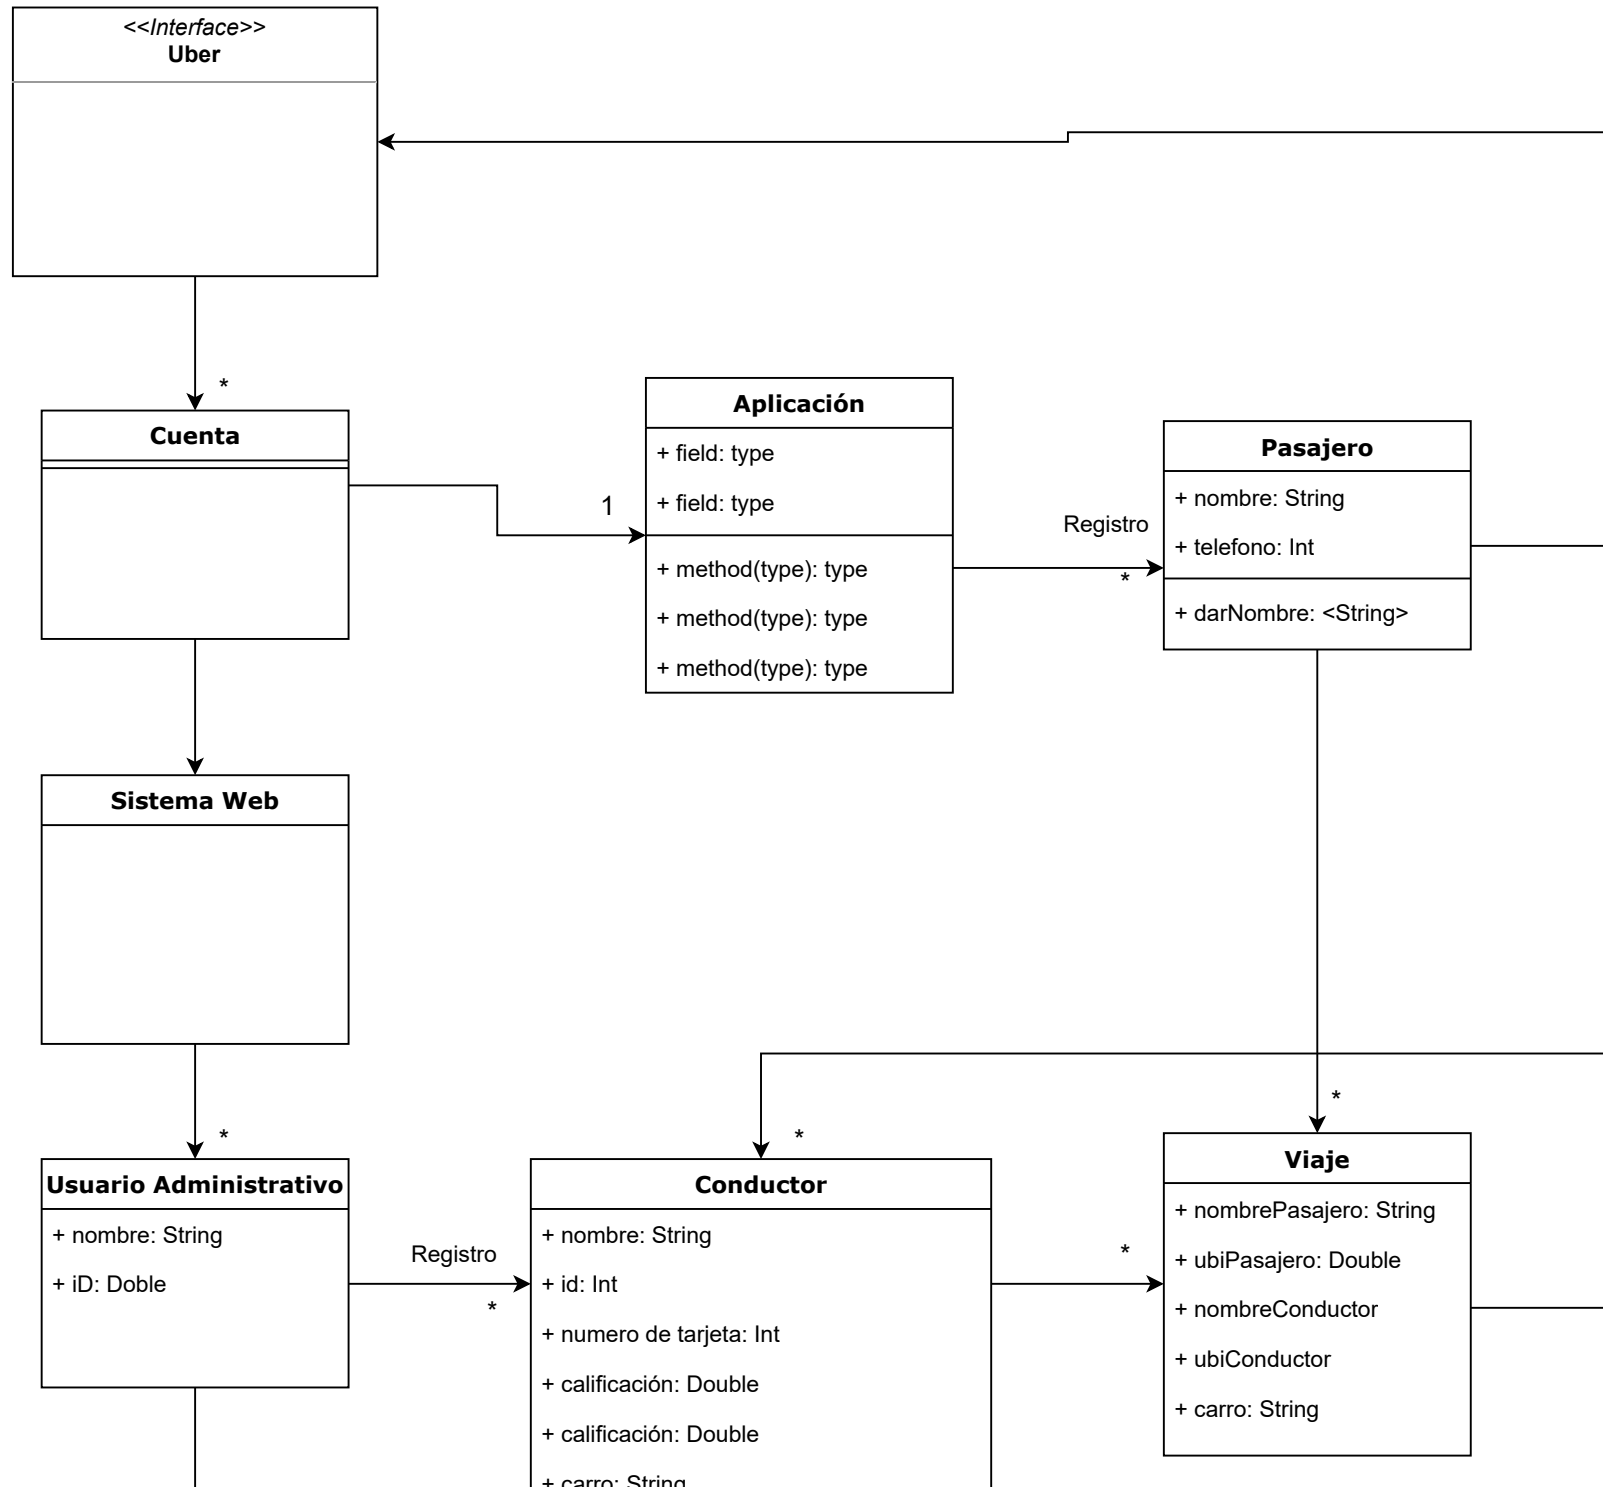 <<Interface>>
Uber
*
Cuenta
1
Aplicación
+ field: type
+ field: type
+ method(type): type
+ method(type): type
+ method(type): type
Registro
*
Pasajero
+ nombre: String
+ telefono: Int
+ darNombre: <String>
Sistema Web
*
Usuario Administrativo
+ nombre: String
+ iD: Doble
Registro
*
*
Conductor
+ nombre: String
+ id: Int
+ numero de tarjeta: Int
+ calificación: Double
+ calificación: Double
+ carro: String
*
*
Viaje
+ nombrePasajero: String
+ ubiPasajero: Double
+ nombreConductor
+ ubiConductor
+ carro: String